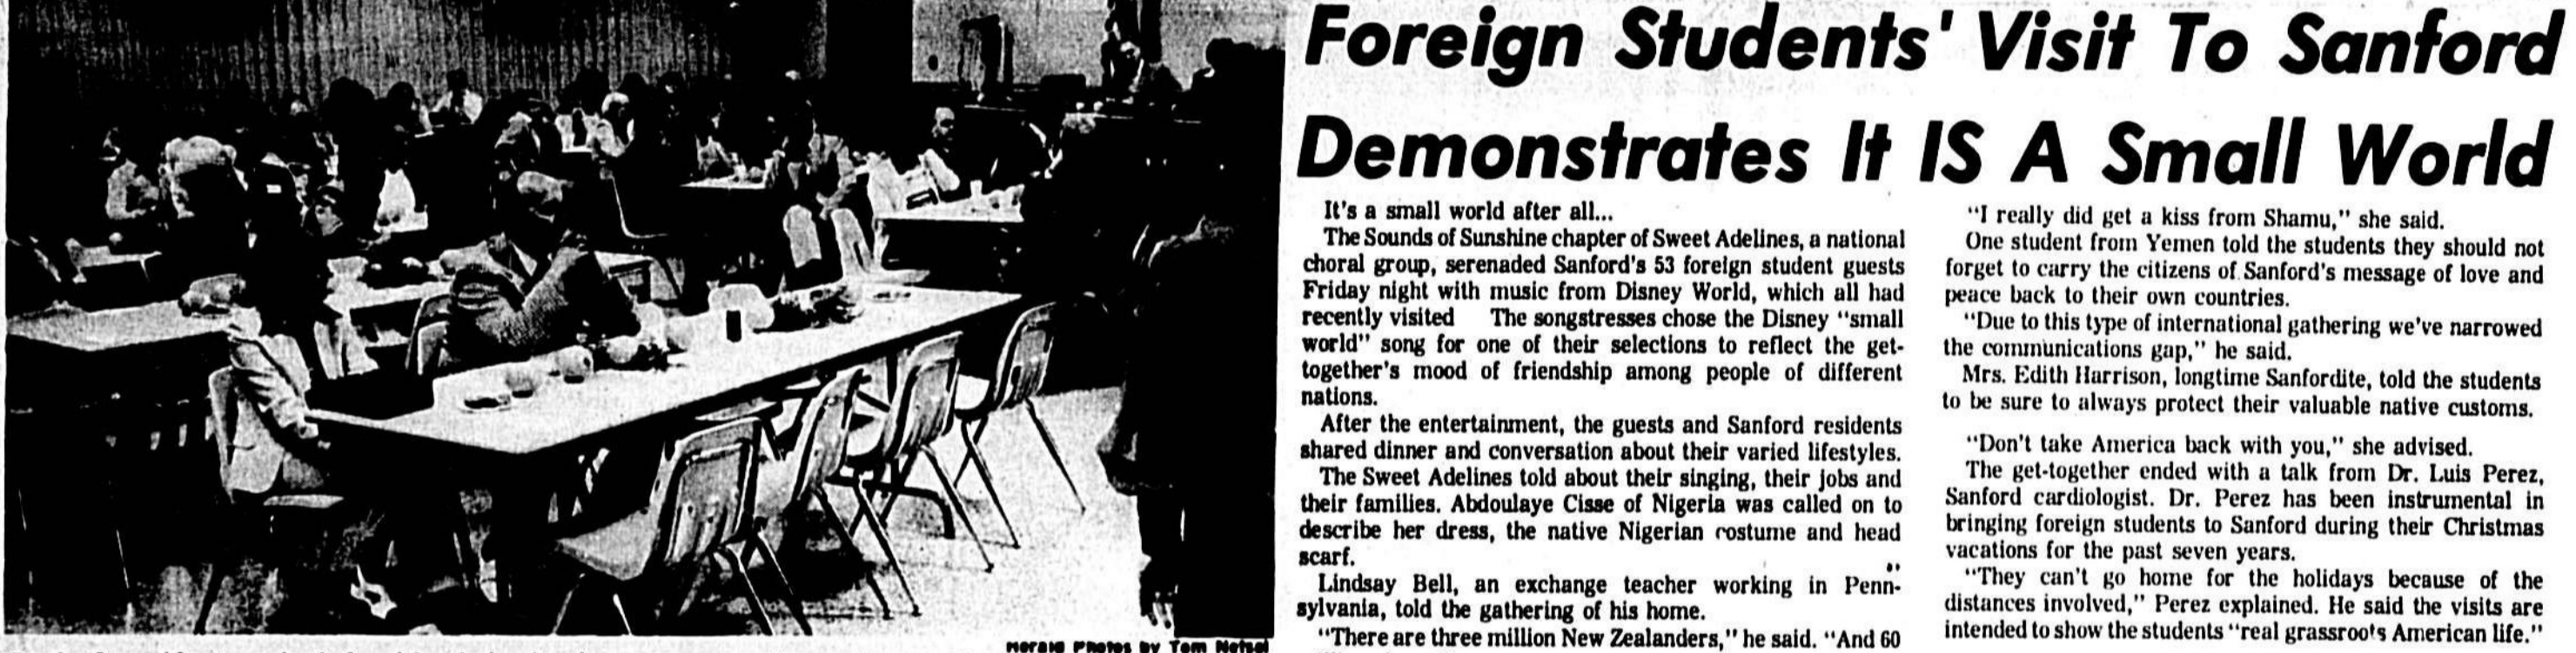 Foreign Students' Visit To Sanford
Demonstrates It IS A Small World
It's a small world after all...
The Sounds of Sunshine chapter of Sweet Adelines, a national
choral group, serenaded Sanford's 53 foreign student guests
Friday night with music from Disney World, which all had
recently visited The songstresses chose the Disney "small
world" song for one of their selections to reflect the get-
together's mood of friendship among people of different
nations.
After the entertainment, the guests and Sanford residents
shared dinner and conversation about their varied lifestyles.
The Sweet Adelines told about their singing, their jobs and
their families. Abdoulaye Cisse of Nigeria was called on to
describe her dress, the native Nigerian costume and head
scarf.
Lindsay Bell, an exchange teacher working in Penn-
sylvania, told the gathering of his home.
"There are three million New Zealanders," he said. "And 60
"I really did get a kiss from Shamu," she said.
One student from Yemen told the students they should not
forget to carry the citizens of Sanford's message of love and
peace back to their own countries.
"Due to this type of international gathering we've narrowed
the communications gap," he said.
Mrs. Edith Harrison, longtime Sanfordite, told the students
to be sure to always protect their valuable native customs.
"Don't take America back with you," she advised.
The get-together ended with a talk from Dr. Luis Perez,
Sanford cardiologist. Dr. Perez has been instrumental in
bringing foreign students to Sanford during their Christmas
vacations for the past seven years.
"They can't go home for the holidays because of the
distances involved," Perez explained. He said the visits are
intended to show the students "real grassroots American life."
Herald Photos by Tom Netsel